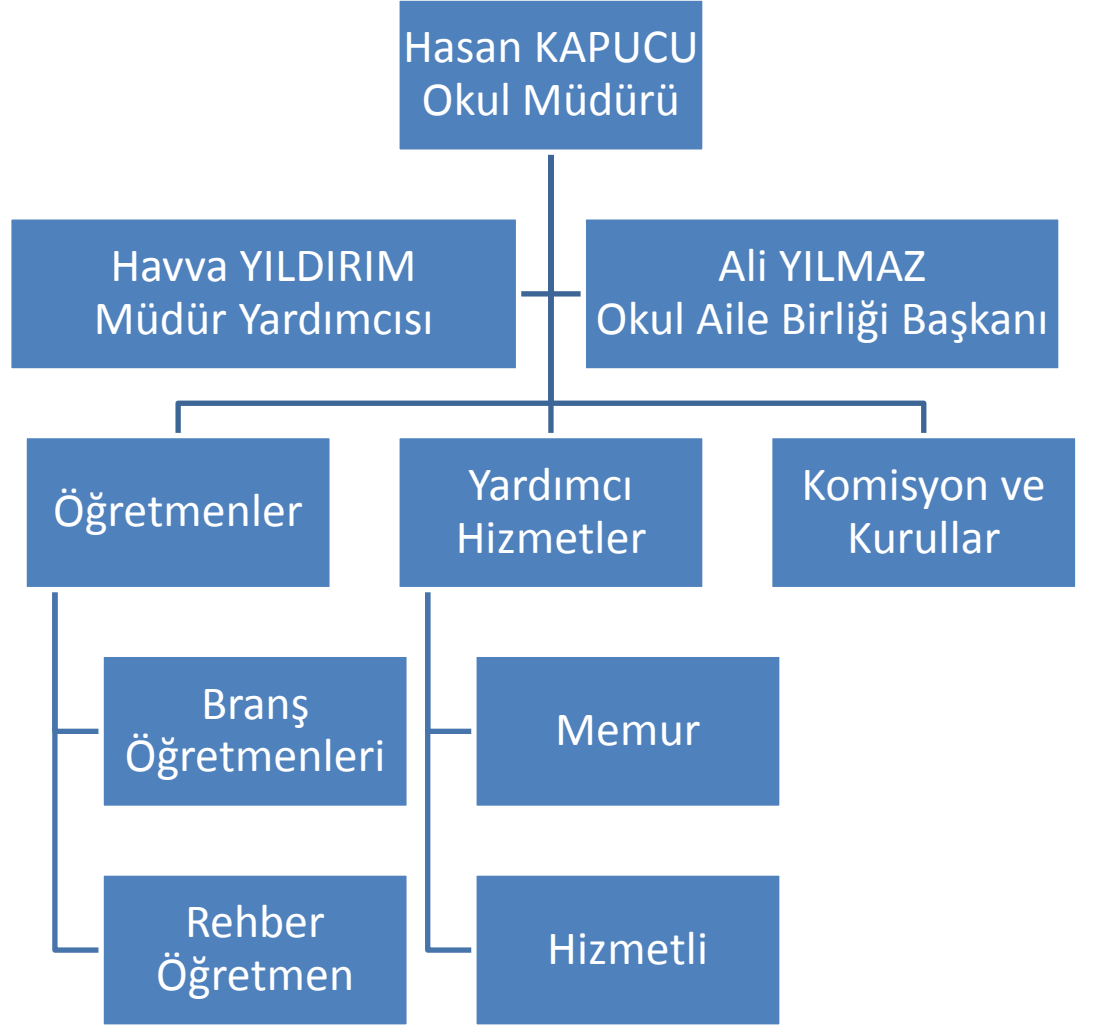 Hasan KAPUCU
Okul Müdürü
Havva YILDIRIM
Müdür Yardımcısı
Ali YILMAZ
Okul Aile Birliği Başkanı
Öğretmenler
Yardımcı
Hizmetler
Komisyon ve
Kurullar
Branş
Öğretmenleri
Memur
Rehber
Öğretmen
Hizmetli